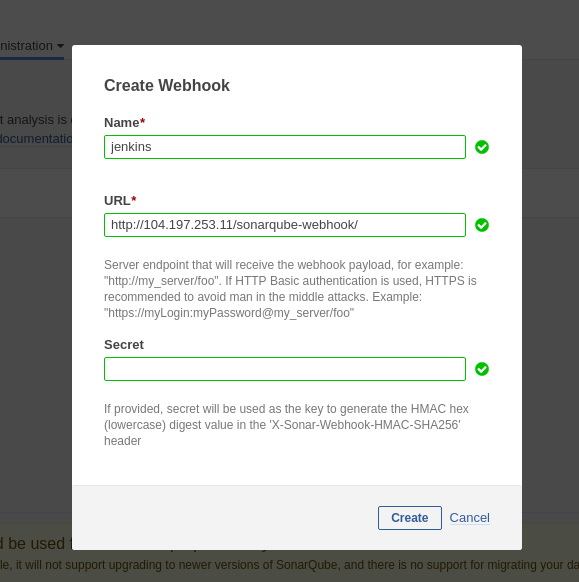 nistration
Create Webhook
Name*
jenkins
t analysis is
documentatio
URL*
http://104.197.253.11/sonarqube-webhook/
Server endpoint that will receive the webhook payload, for example:
"http://my_server/foo". If HTTP Basic authentication is used, HTTPS is
recommended to avoid man in the middle attacks. Example:
"https://myLogin:myPassword@my_server/foo"
Secret
If provided, secret will be used as the key to generate the HMAC hex
(lowercase) digest value in the 'X-Sonar-Webhook-HMAC-SHA256'
header
Create Cancel
d be used
le, it will not support upgrading to newer versions of SonarQube, and there is no support for migrating your da